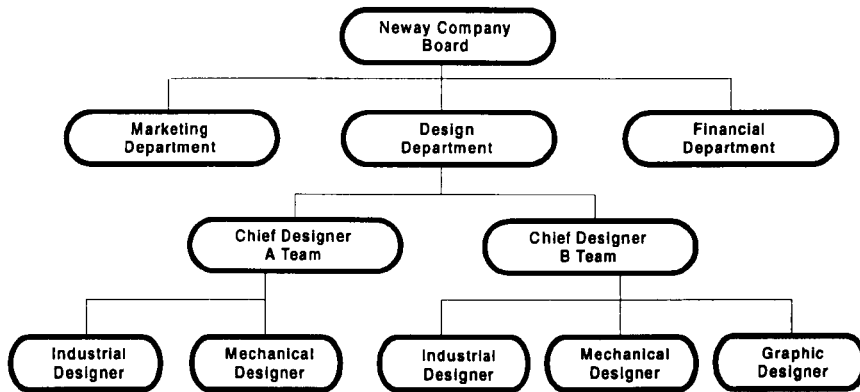 Neway Company
Board
Marketing
Department
Design
Department
Financial
Department
Chief Designer
A Team
Chief Designer
B Team
Industrial
Designer
Mechanical
Designer
Industrial
Designer
Mechanical
Designer
Graphic
Designer